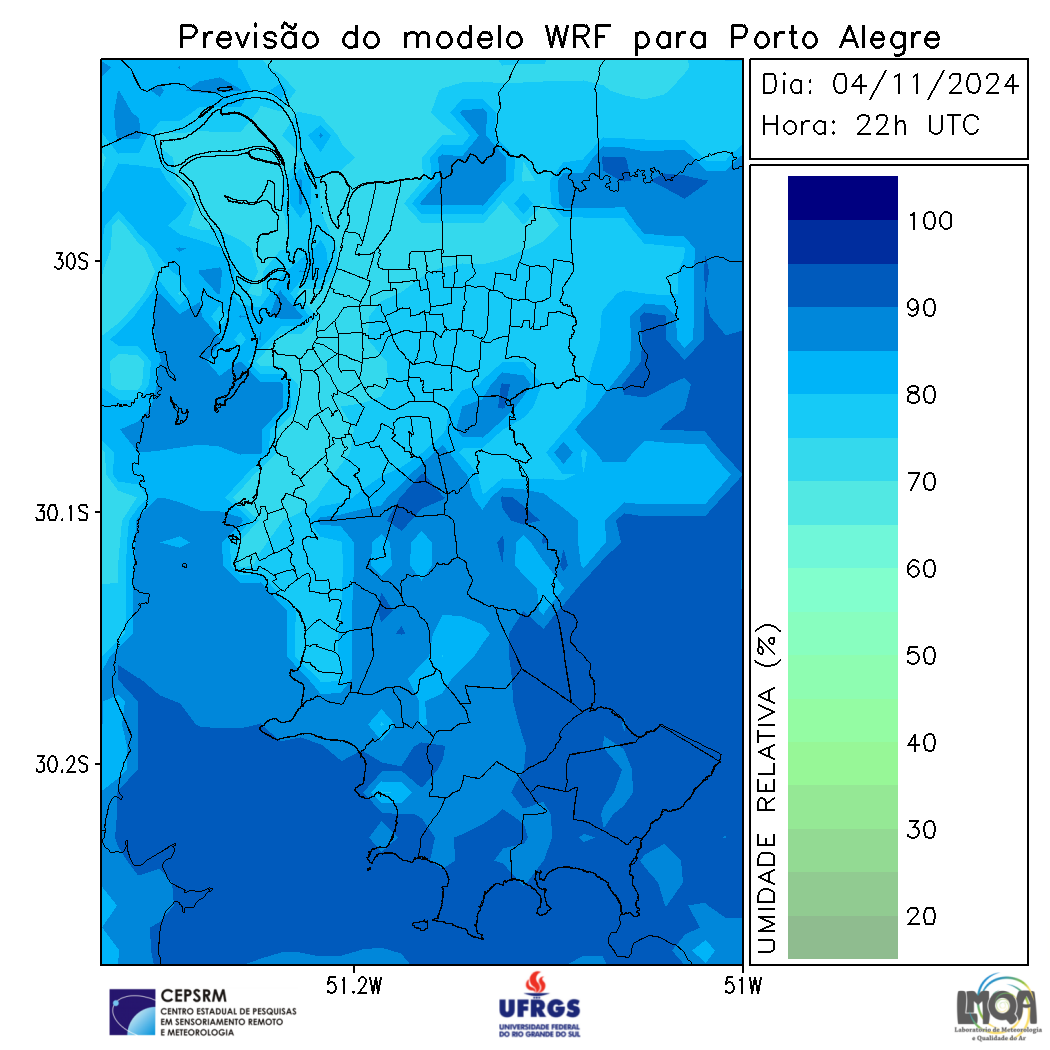 Previsão do modelo WRF para Porto Alegre
Dia: 04/11/2024
Hora: 22h UTC
100
90
80
70
60
50
40
30
20
UMIDADE RELATIVA (%)
30S
30.1S
30.2S
51.2W
51W
CEPSRM
CENTRO ESTADUAL DE PESQUISAS
EM SENSORIAMENTO REMOTO
E METEOROLOGIA
UFRGS
UNIVERSIDADE FEDERAL
DO RIO GRANDE DO SUL
LMQA
Laboratório de Meteorologia
e Qualidade do Ar